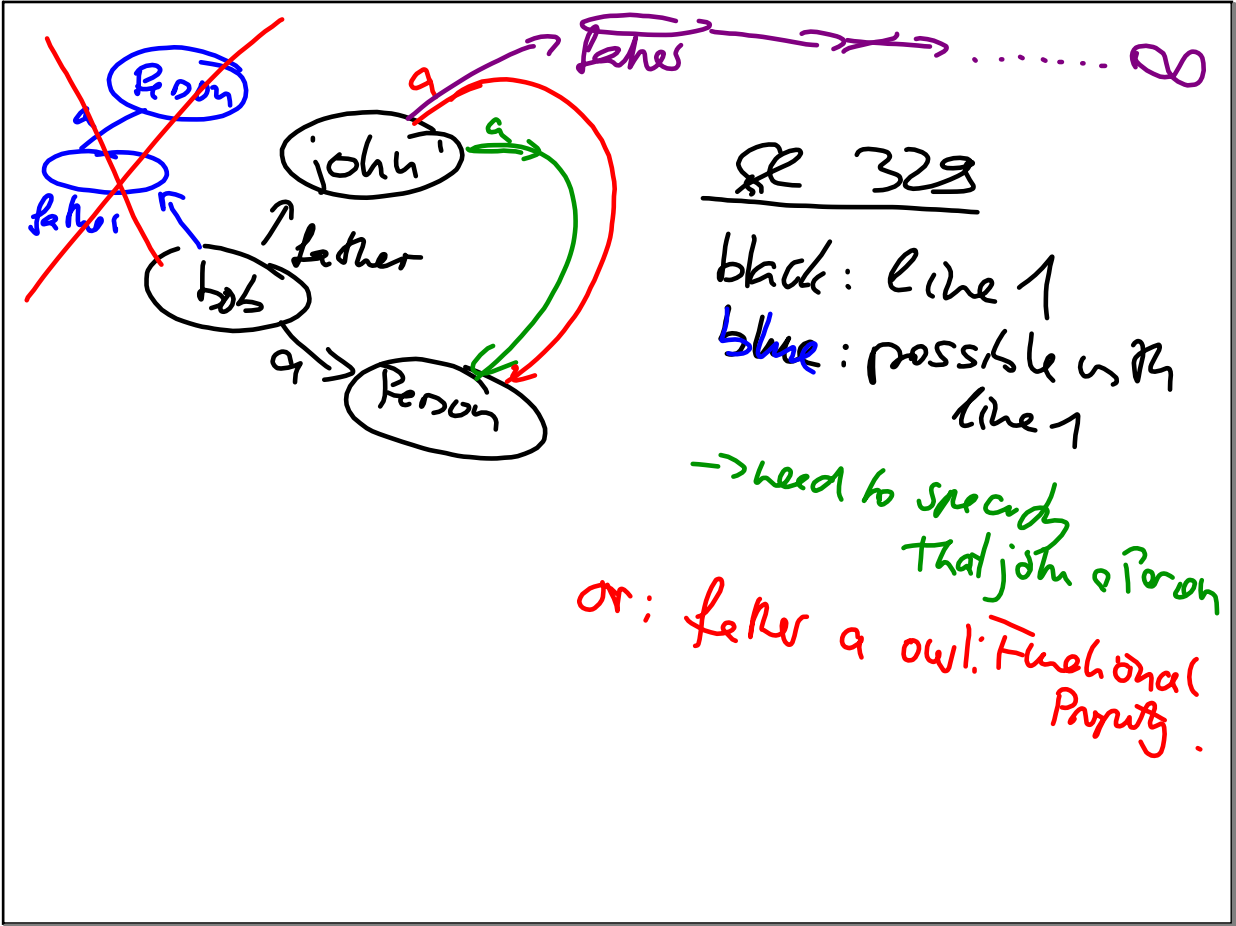 father
∞
a
Person
a
a
john
a
father
father
bob
a
Person
329
black: line 1
blue: possible with
line 1
-> need to specify
that john a Person
or: father a owl:Functional
Property.